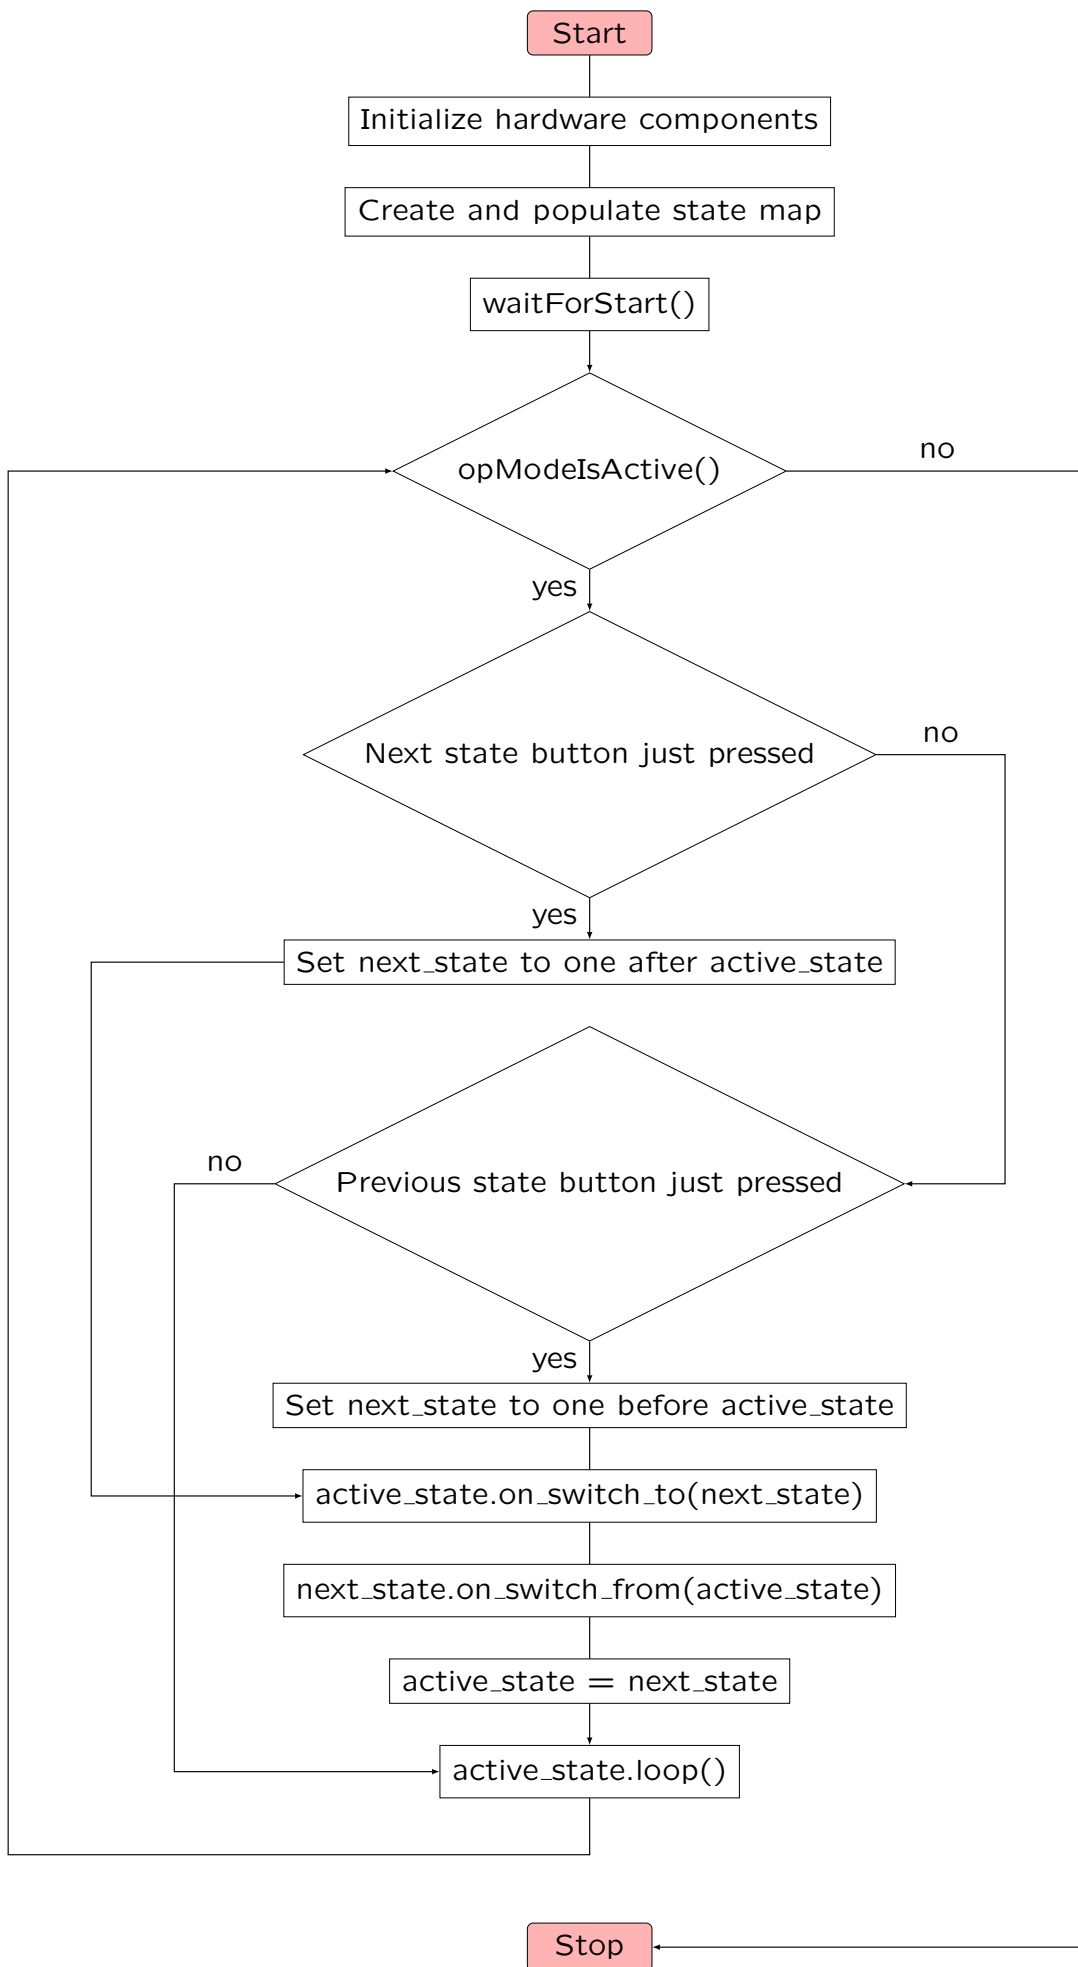 Start
Initialize hardware components
Create and populate state map
waitForStart()
opModeIsActive()
no
yes
Next state button just pressed
no
yes
Set next_state to one after active_state
no
Previous state button just pressed
yes
Set next_state to one before active_state
active_state.on_switch_to(next_state)
next_state.on_switch_from(active_state)
active_state = next_state
active_state.loop()
Stop